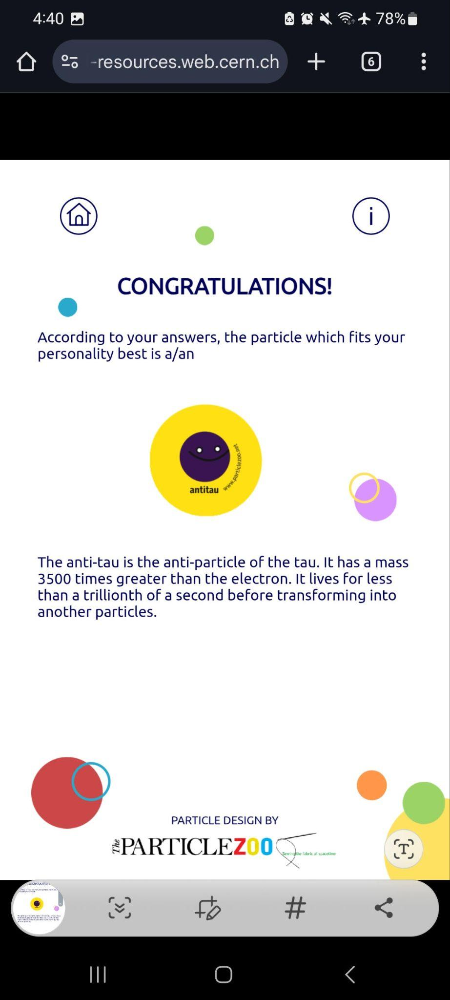 4:40
78%
-resources.web.cern.ch
6
i
CONGRATULATIONS!
According to your answers, the particle which fits your
personality best is a/an
www.particlezoo.net
antitau
The anti-tau is the anti-particle of the tau. It has a mass
3500 times greater than the electron. It lives for less
than a trillionth of a second before transforming into
another particles.
PARTICLE DESIGN BY
The PARTICLEZOO
Sewing the fabric of spacetime
T
#